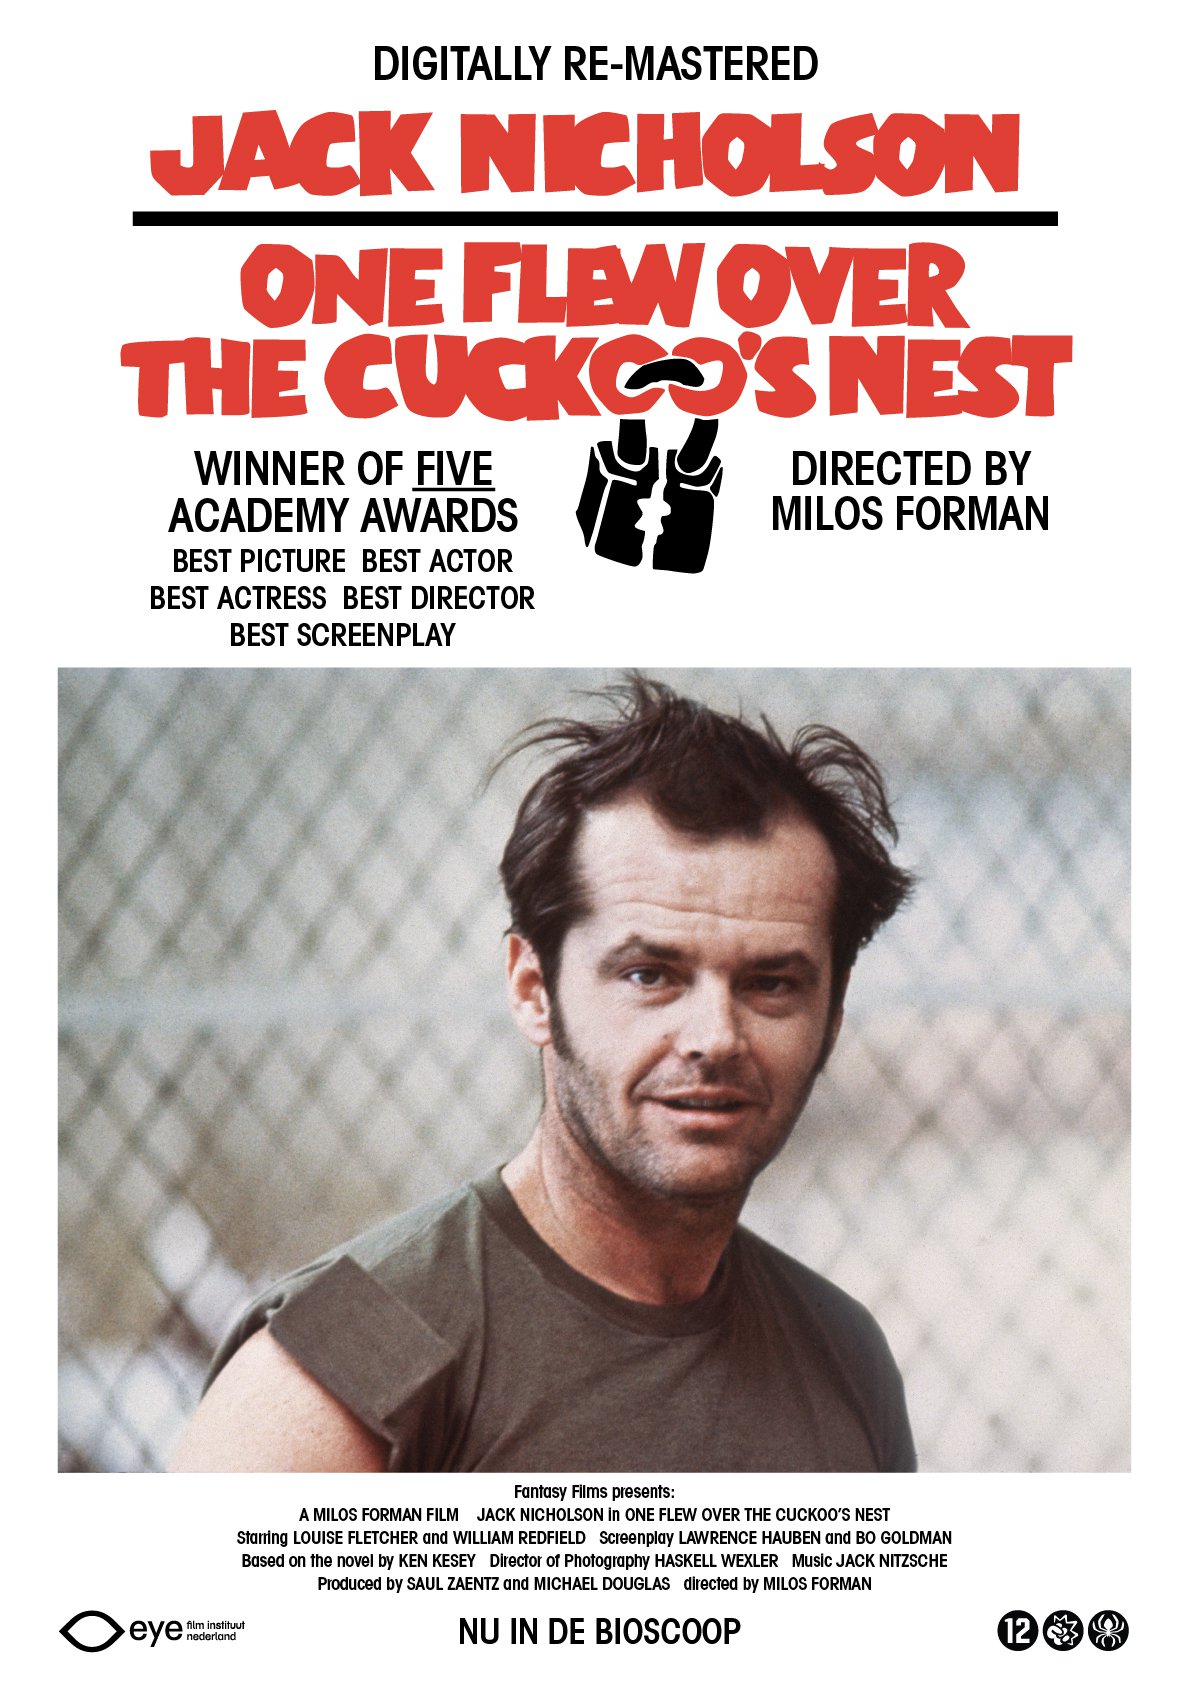 DIGITALLY RE-MASTERED
JACK NICHOLSON
ONE FLEW OVER
THE CUCKOO'S NEST
WINNER OF FIVE
ACADEMY AWARDS
BEST PICTURE BEST ACTOR
BEST ACTRESS BEST DIRECTOR
BEST SCREENPLAY
DIRECTED BY
MILOS FORMAN
Fantasy Films presents:
A MILOS FORMAN FILM JACK NICHOLSON in ONE FLEW OVER THE CUCKOO'S NEST
Starring LOUISE FLETCHER and WILLIAM REDFIELD Screenplay LAWRENCE HAUBEN and BO GOLDMAN
Based on the novel by KEN KESEY Director of Photography HASKELL WEXLER Music JACK NITZSCHE
Produced by SAUL ZAENTZ and MICHAEL DOUGLAS directed by MILOS FORMAN
eye film instituut
nederland
NU IN DE BIOSCOOP
12